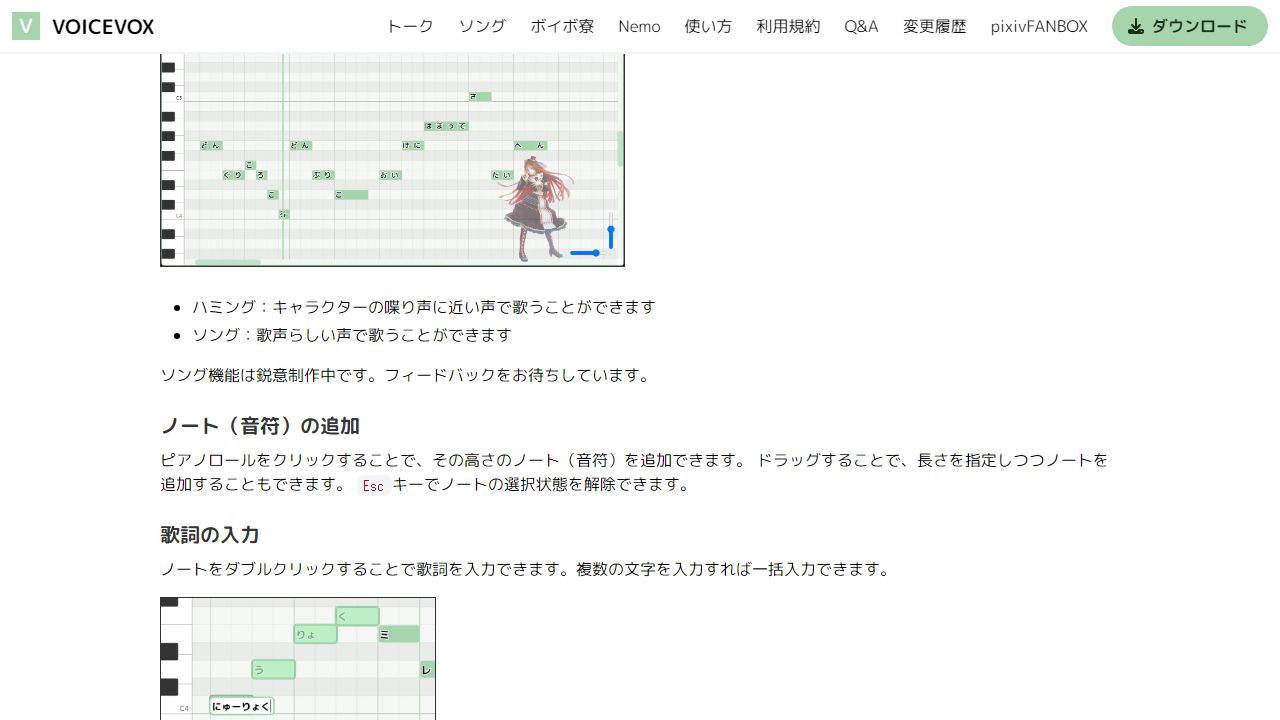 V VOICEVOX トーク ソング ボイボ寮 Nemo 使い方 利用規約 Q&A 変更履歴 pixivFANBOX ダウンロード
C5
さ
はまって
どん どん けに へん
こ
ぐり ろ ぶり おい たい
こ こ
C4
ハミング：キャラクターの喋り声に近い声で歌うことができます
ソング：歌声らしい声で歌うことができます
ソング機能は鋭意制作中です。フィードバックをお待ちしています。
ノート（音符）の追加
ピアノロールをクリックすることで、その高さのノート（音符）を追加できます。 ドラッグすることで、長さを指定しつつノートを
追加することもできます。 Esc キーでノートの選択状態を解除できます。
歌詞の入力
ノートをダブルクリックすることで歌詞を入力できます。複数の文字を入力すれば一括入力できます。
く
りょ ミ
う レ
C4 にゅーりょく